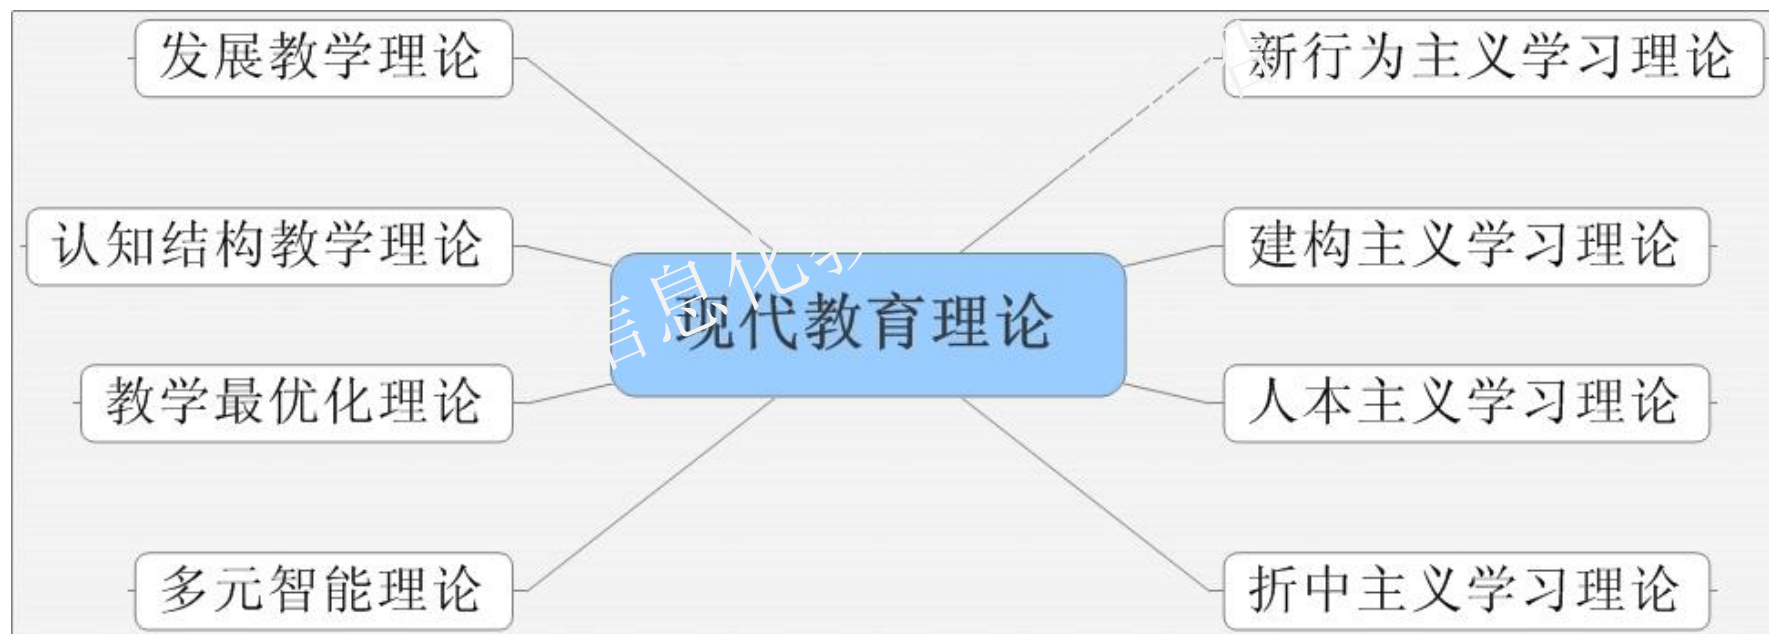 发展教学理论
新行为主义学习理论
认知结构教学理论
建构主义学习理论
现代教育理论
信息化
教学最优化理论
人本主义学习理论
多元智能理论
折中主义学习理论